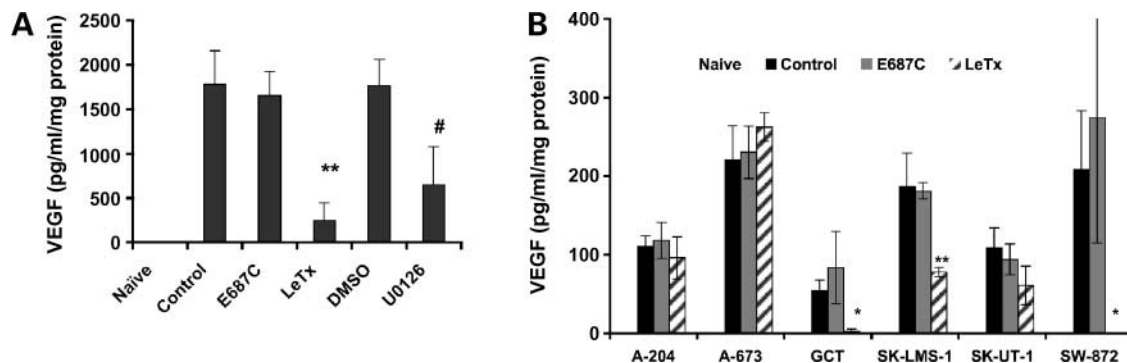 A
VEGF (pg/ml/mg protein)
2500
2000
1500
1000
500
0
**
#
Naïve
Control
E687C
LeTx
DMSO
U0126
B
VEGF (pg/ml/mg protein)
400
300
200
100
0
Naive Control E687C LeTx
*
**
*
A-204 A-673 GCT SK-LMS-1 SK-UT-1 SW-872